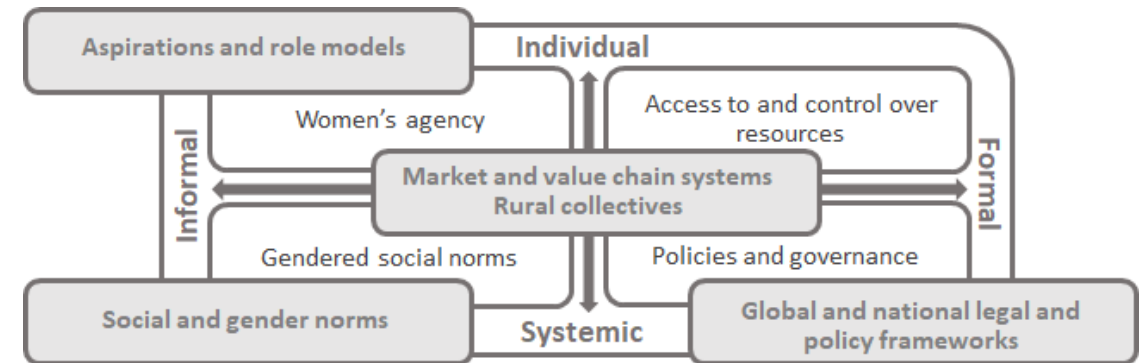 Aspirations and role models
Individual
Women's agency
Access to and control over
resources
Informal
Formal
Market and value chain systems
Rural collectives
Gendered social norms
Policies and governance
Social and gender norms
Systemic
Global and national legal and
policy frameworks